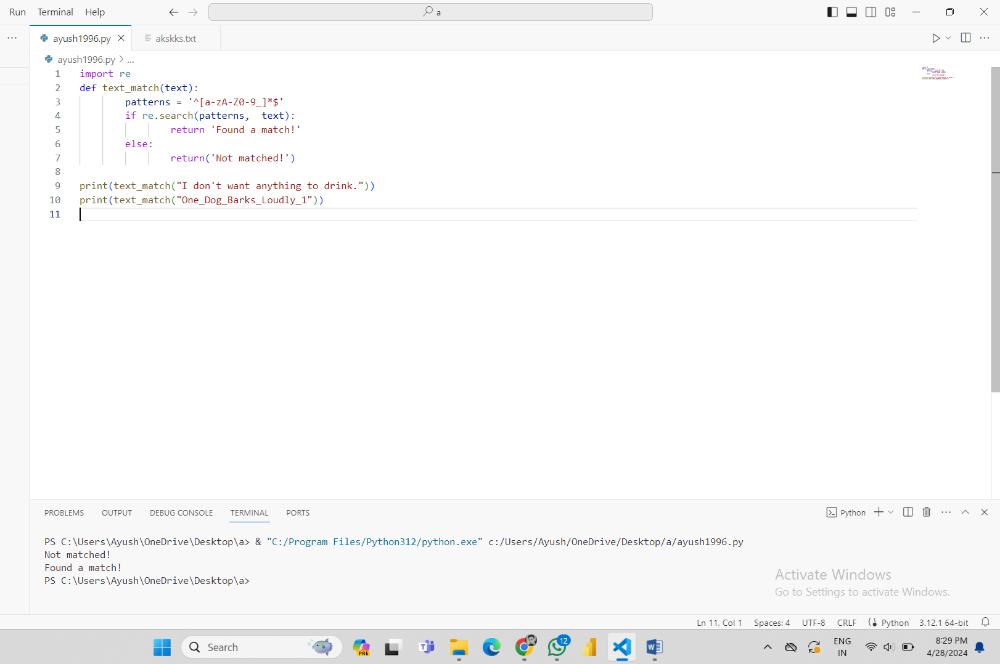 Run Terminal Help
a
ayush1996.py
akskks.txt
ayush1996.py > ...
1 import re
2 def text_match(text):
3         patterns = '^[a-zA-Z0-9_]*$'
4         if re.search(patterns,  text):
5                 return 'Found a match!'
6         else:
7                 return('Not matched!')
8
9 print(text_match("I don't want anything to drink."))
10 print(text_match("One_Dog_Barks_Loudly_1"))
11
PROBLEMS OUTPUT DEBUG CONSOLE TERMINAL PORTS
Python
PS C:\Users\Ayush\OneDrive\Desktop\a> & "C:/Program Files/Python312/python.exe" c:/Users/Ayush/OneDrive/Desktop/a/ayush1996.py
Not matched!
Found a match!
PS C:\Users\Ayush\OneDrive\Desktop\a>
Activate Windows
Go to Settings to activate Windows.
Ln 11, Col 1 Spaces: 4 UTF-8 CRLF Python 3.12.1 64-bit
Search
PRE
12
ENG
IN
8:29 PM
4/28/2024